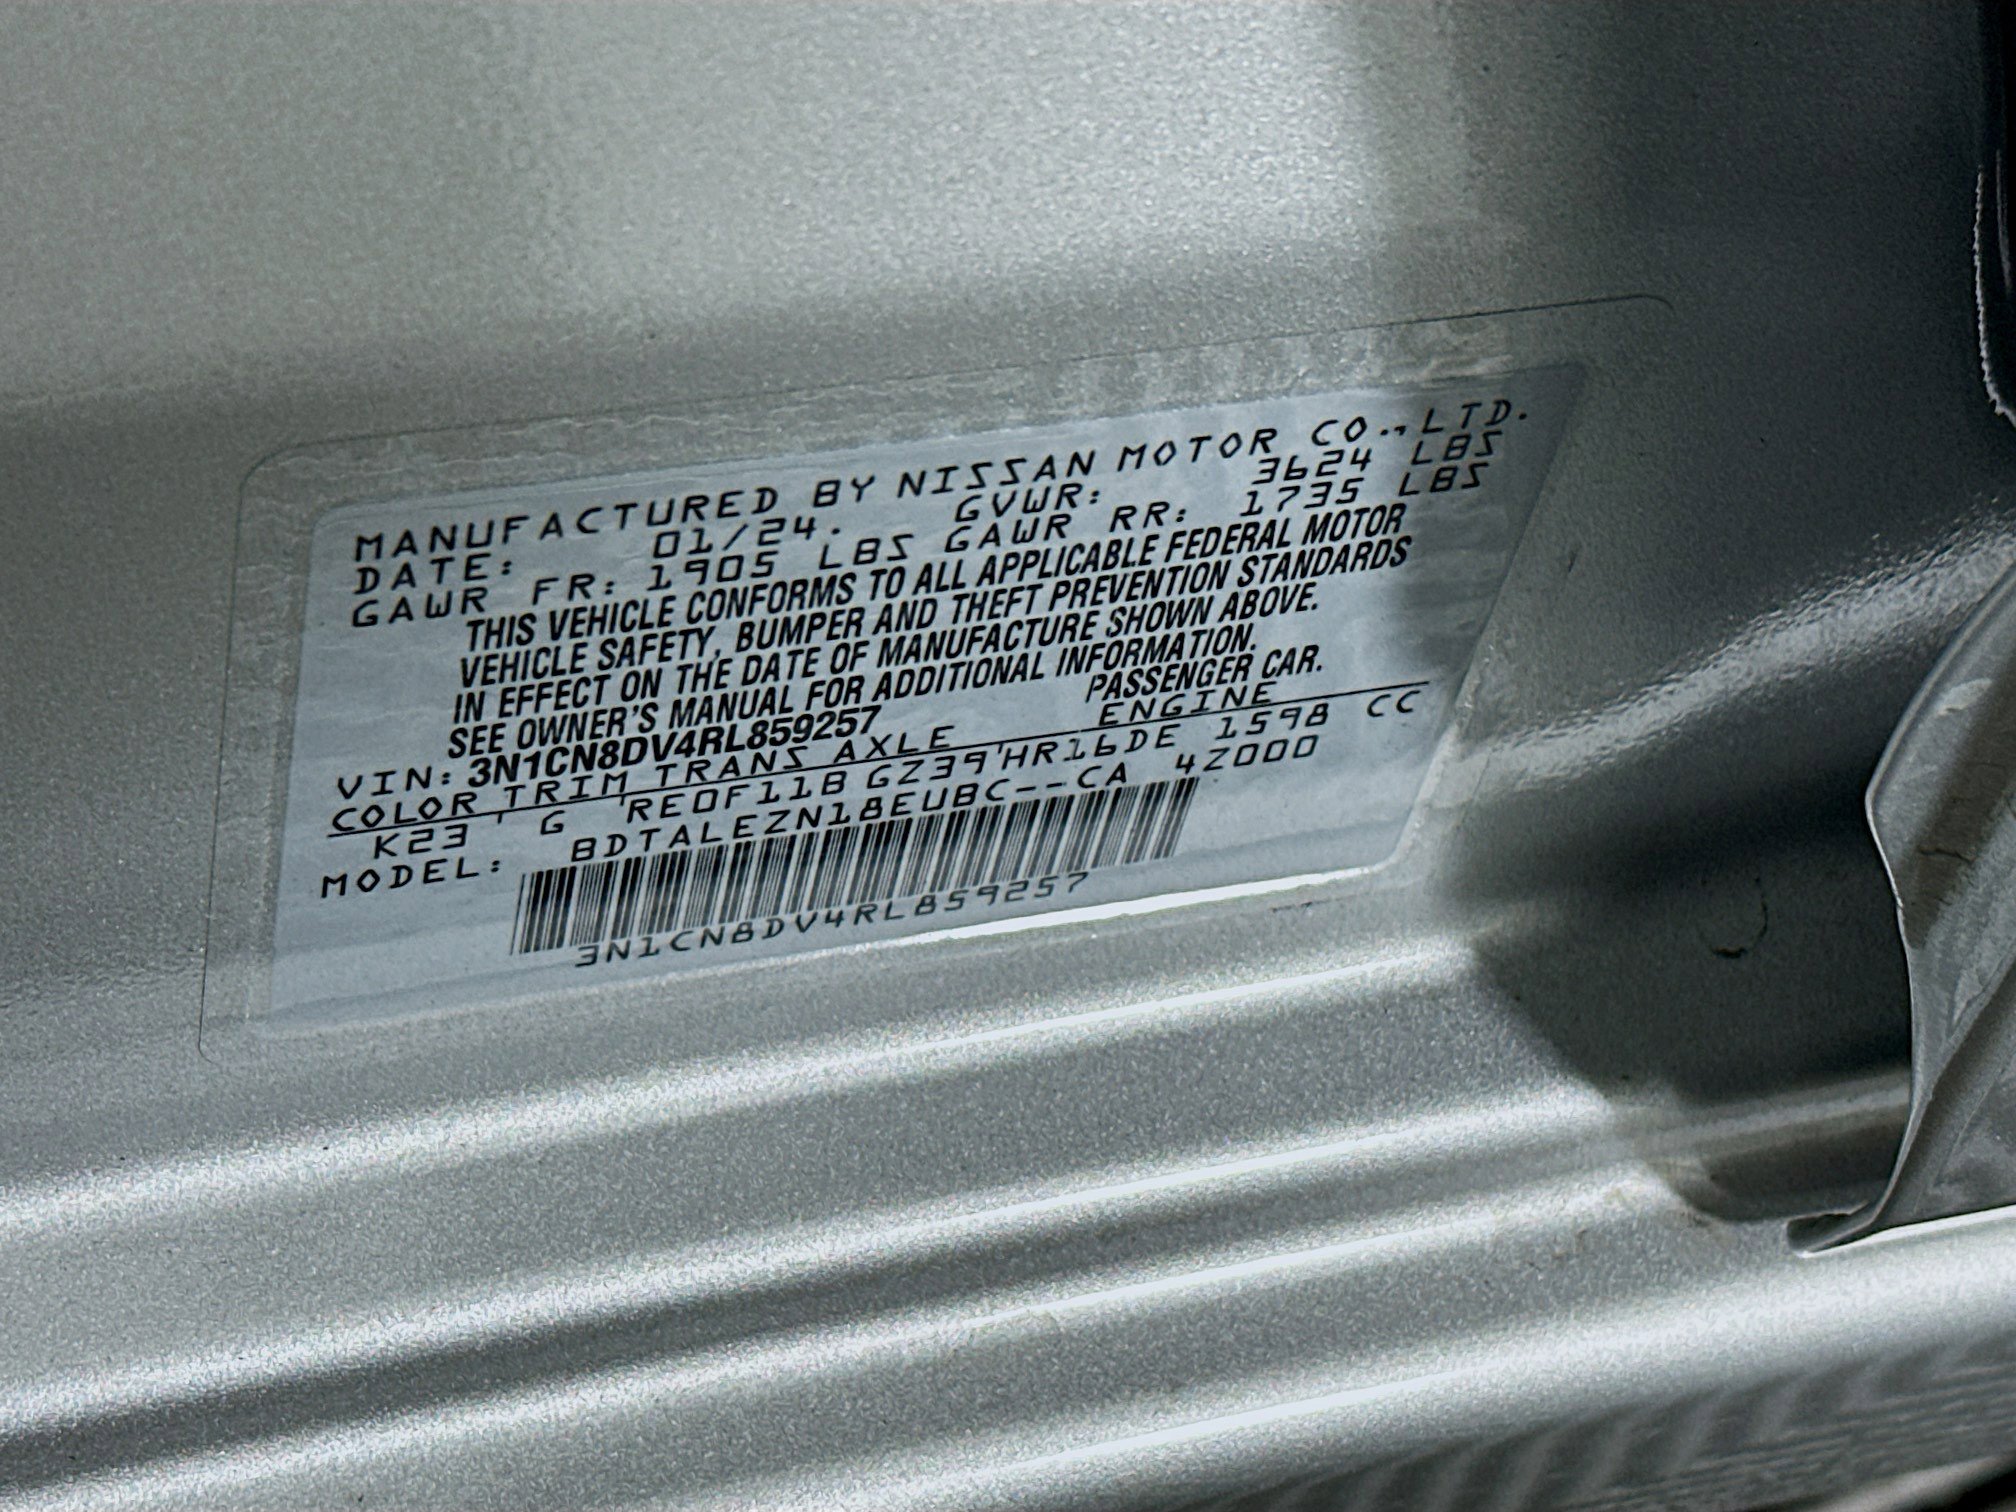 MANUFACTURED BY NISSAN MOTOR CO.,LTD.
DATE: 01/24. GVWR: 3624 LBS
GAWR FR: 1905 LBS GAWR RR: 1735 LBS
THIS VEHICLE CONFORMS TO ALL APPLICABLE FEDERAL MOTOR
VEHICLE SAFETY, BUMPER AND THEFT PREVENTION STANDARDS
IN EFFECT ON THE DATE OF MANUFACTURE SHOWN ABOVE.
SEE OWNER'S MANUAL FOR ADDITIONAL INFORMATION.
VIN: 3N1CN8DV4RL859257 PASSENGER CAR.
COLOR TRIM TRANS AXLE ENGINE
K23 ' G 'RE0F11B GZ39'HR16DE 1598 CC
MODEL: BDTALEZN18EUBC--CA 4Z000
3N1CN8DV4RL859257